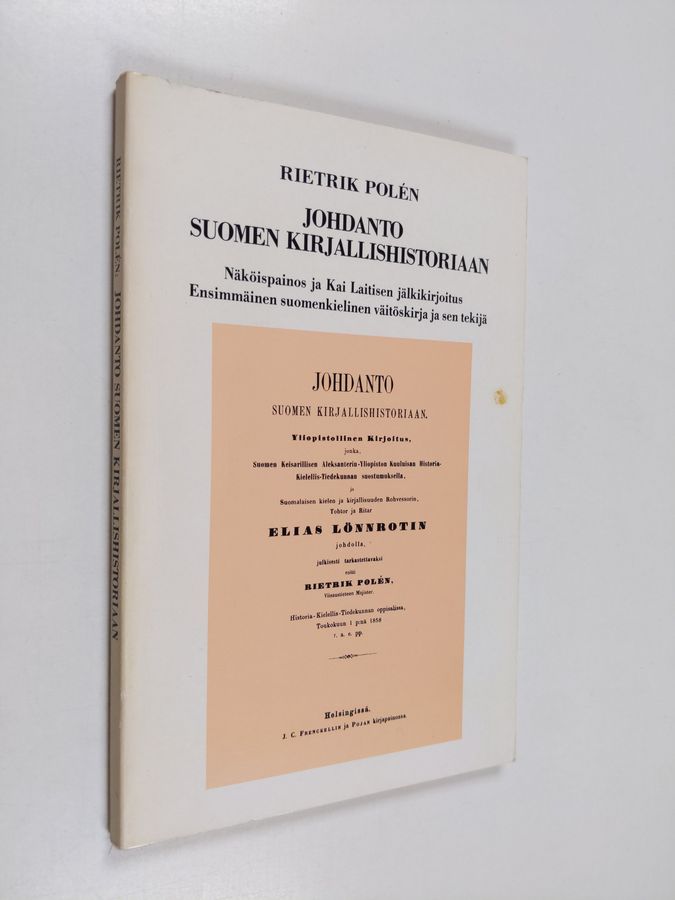 RIETRIK POLÉN: JOHDANTO SUOMEN KIRJALLISHISTORIAAN
RIETRIK POLÉN
JOHDANTO
SUOMEN KIRJALLISHISTORIAAN
Näköispainos ja Kai Laitisen jälkikirjoitus
Ensimmäinen suomenkielinen väitöskirja ja sen tekijä
JOHDANTO
SUOMEN KIRJALLISHISTORIAAN.
Yliopistollinen Kirjoitus,
jonka,
Suomen Keisarillisen Aleksanterin-Yliopiston Kuuluisan Historia-
Kielellis-Tiedekunnan suostumuksella,
ja
Suomalaisen kielen ja kirjallisuuden Rohvessorin,
Tohtor ja Ritar
ELIAS LÖNNROTIN
johdolla,
julkisesti tarkastettavaksi
esitti
RIETRIK POLÉN,
Viisaustieteen Majister.
Historia-Kielellis-Tiedekunnan oppisalissa,
Toukokuun 1 p:nä 1858
r. a. e. pp.
Helsingissä.
J. C. FRENCKELLIN ja POJAN kirjapainossa